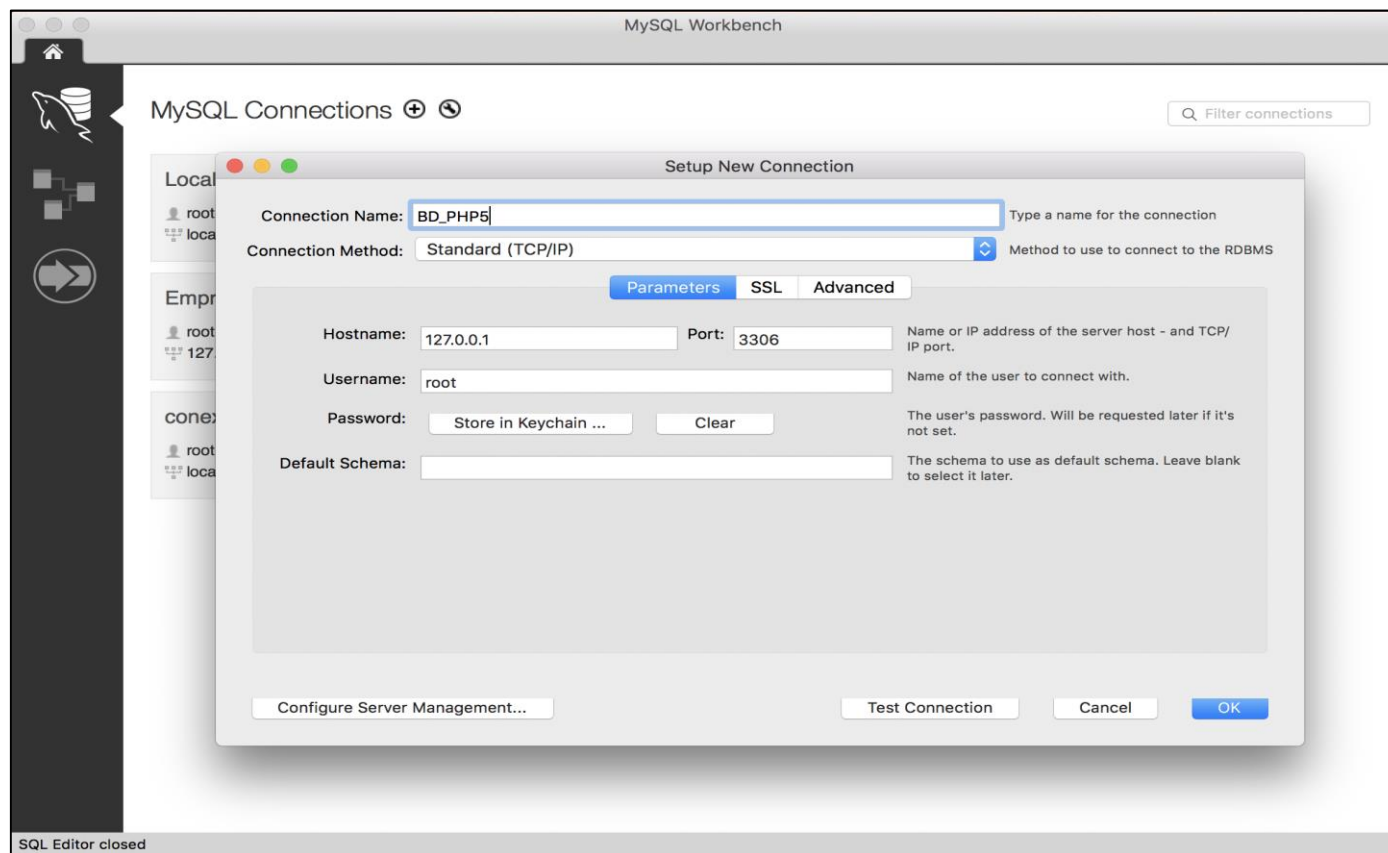 MySQL Workbench
MySQL Connections
Filter connections
Local
root
loca
Empr
root
127.
conex
root
loca
Setup New Connection
Connection Name: BD_PHP5 Type a name for the connection
Connection Method: Standard (TCP/IP) Method to use to connect to the RDBMS
Parameters SSL Advanced
Hostname: 127.0.0.1 Port: 3306 Name or IP address of the server host - and TCP/
IP port.
Username: root Name of the user to connect with.
Password: Store in Keychain ... Clear The user's password. Will be requested later if it's
not set.
Default Schema: The schema to use as default schema. Leave blank
to select it later.
Configure Server Management... Test Connection Cancel OK
SQL Editor closed